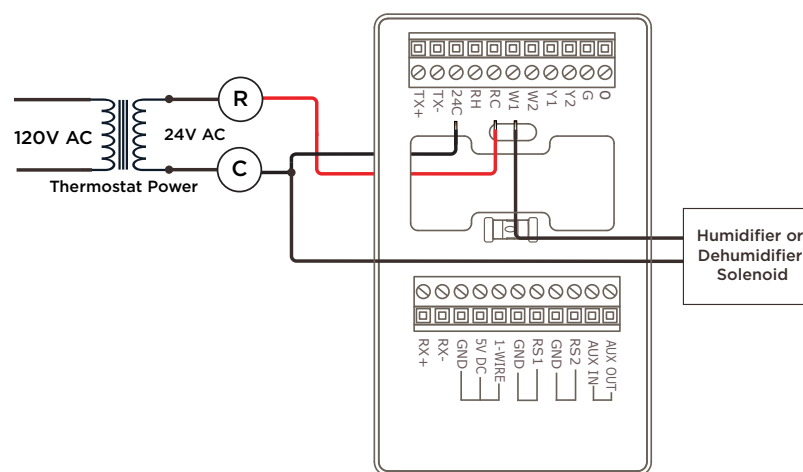 TX+
TX-
24C
RH
RC
W1
W2
Y1
Y2
G
O
R
120V AC
24V AC
C
Thermostat Power
Humidifier or
Dehumidifier
Solenoid
RX+
RX-
GND
5V DC
1-WIRE
GND
RS1
GND
RS2
AUX IN
AUX OUT